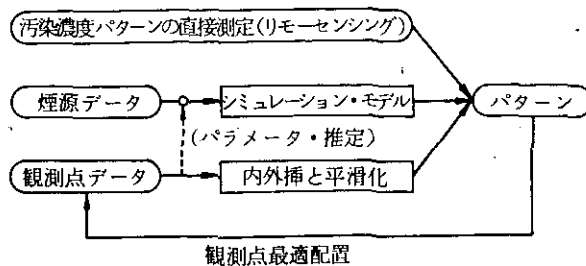 汚染濃度パターンの直接測定(リモーセンシング)
煙源データ
シミュレーション・モデル
パターン
(パラメータ・推定)
観測点データ
内外挿と平滑化
観測点最適配置